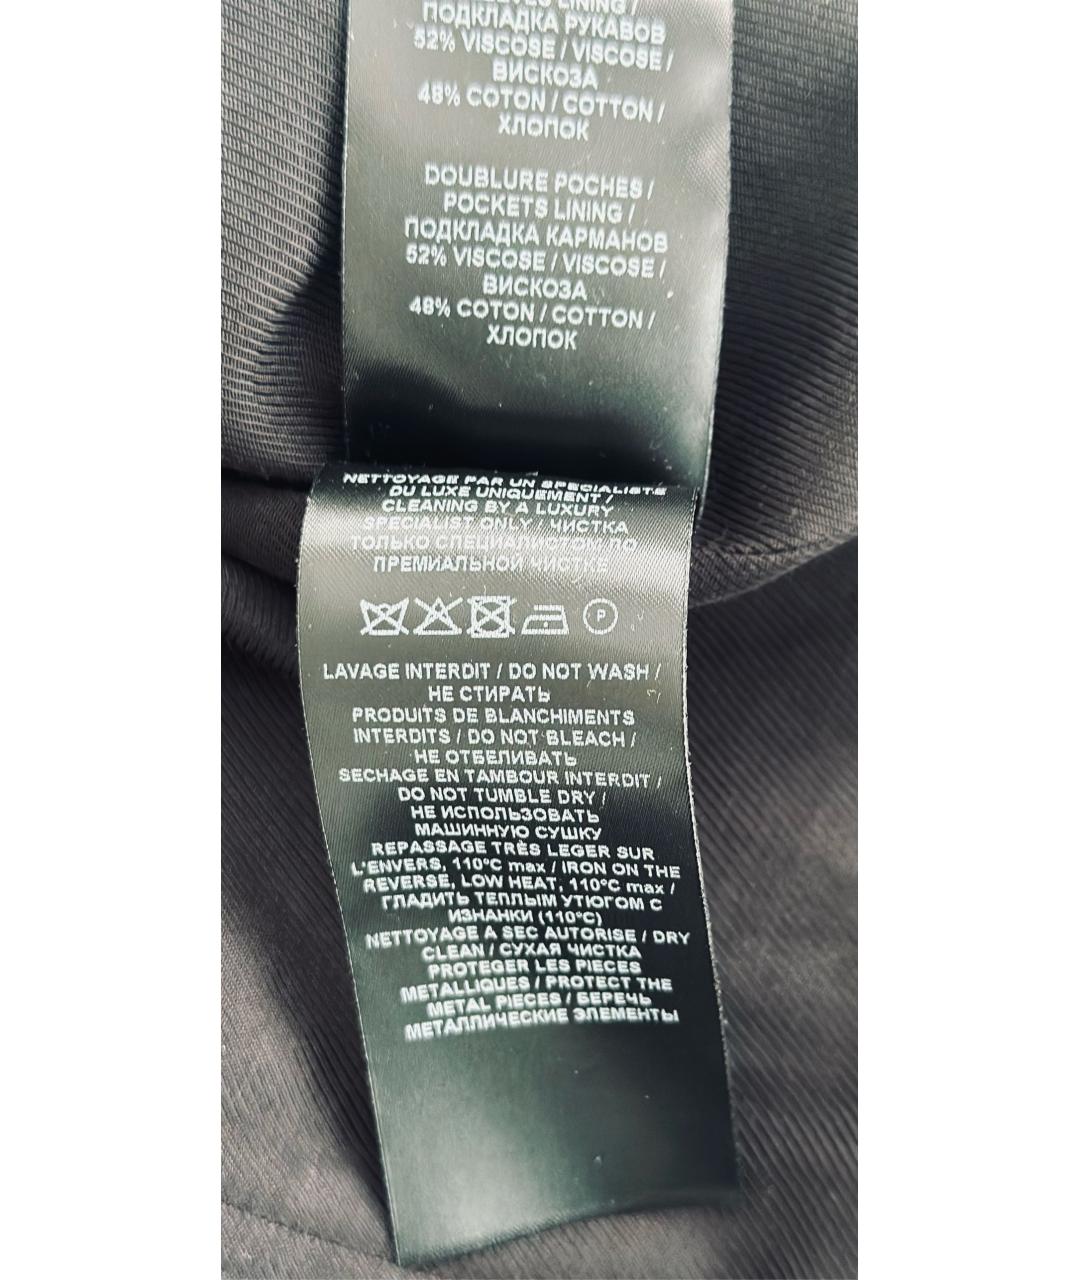 LINING /
ПОДКЛАДКА РУКАВОВ
52% VISCOSE / VISCOSE /
ВИСКОЗА
48% COTON / COTTON /
ХЛОПОК
DOUBLURE POCHES /
POCKETS LINING /
ПОДКЛАДКА КАРМАНОВ
52% VISCOSE / VISCOSE /
ВИСКОЗА
48% COTON / COTTON /
ХЛОПОК
NETTOYAGE PAR UN SPECIALISTE
DU LUXE UNIQUEMENT /
CLEANING BY A LUXURY
SPECIALIST ONLY / ЧИСТКА
ТОЛЬКО СПЕЦИАЛИСТОМ ПО
ПРЕМИАЛЬНОЙ ЧИСТКЕ
P
LAVAGE INTERDIT / DO NOT WASH /
НЕ СТИРАТЬ
PRODUITS DE BLANCHIMENTS
INTERDITS / DO NOT BLEACH /
НЕ ОТБЕЛИВАТЬ
SECHAGE EN TAMBOUR INTERDIT /
DO NOT TUMBLE DRY /
НЕ ИСПОЛЬЗОВАТЬ
МАШИННУЮ СУШКУ
REPASSAGE TRÈS LEGER SUR
L'ENVERS, 110°C max / IRON ON THE
REVERSE, LOW HEAT, 110°C max /
ГЛАДИТЬ ТЕПЛЫМ УТЮГОМ С
ИЗНАНКИ (110°C)
NETTOYAGE A SEC AUTORISE / DRY
CLEAN / СУХАЯ ЧИСТКА
PROTEGER LES PIECES
METALLIQUES / PROTECT THE
METAL PIECES / БЕРЕЧЬ
МЕТАЛЛИЧЕСКИЕ ЭЛЕМЕНТЫ